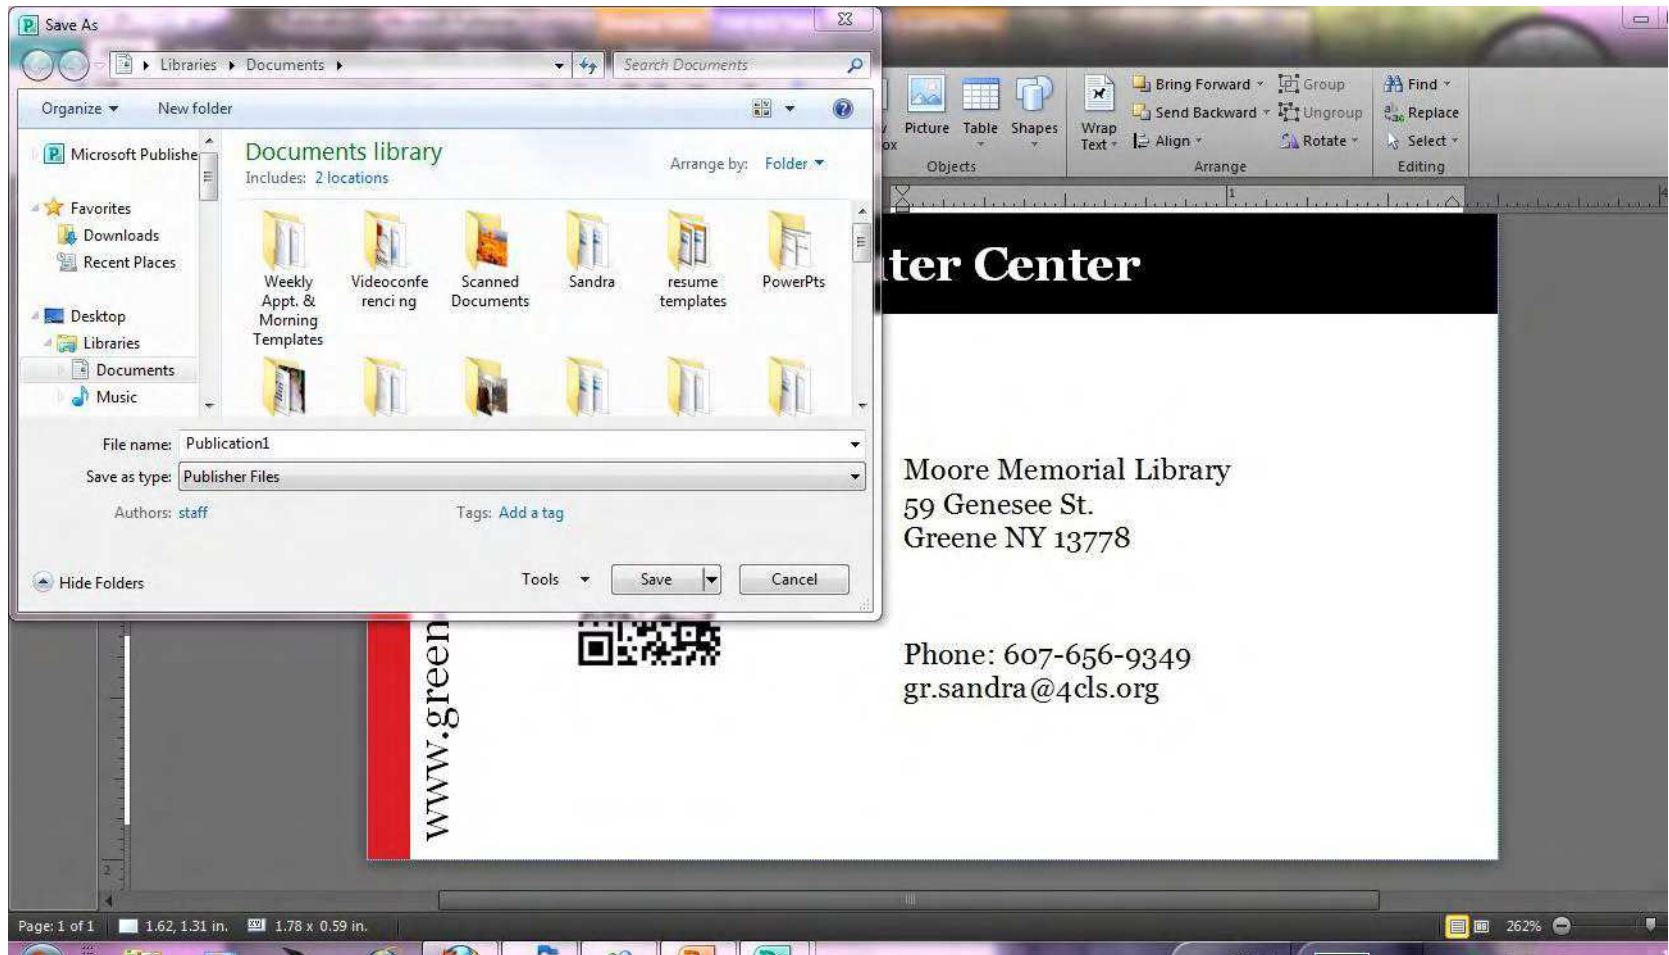 Save As
Libraries Documents
Search Documents
Organize New folder
Microsoft Publishe
Documents library
Includes: 2 locations
Arrange by: Folder
Favorites
Downloads
Recent Places
Desktop
Libraries
Documents
Music
Weekly Appt. & Morning Templates
Videoconfe renci ng
Scanned Documents
Sandra
resume templates
PowerPts
File name: Publication1
Save as type: Publisher Files
Authors: staff Tags: Add a tag
Hide Folders Tools Save Cancel
Picture Table Shapes
Objects
Wrap Text
Bring Forward
Send Backward
Align
Group
Ungroup
Rotate
Arrange
Find
Replace
Select
Editing
1
4
ter Center
Moore Memorial Library
59 Genesee St.
Greene NY 13778
Phone: 607-656-9349
gr.sandra@4cls.org
www.green
2
Page: 1 of 1 1.62, 1.31 in. 1.78 x 0.59 in. 262%